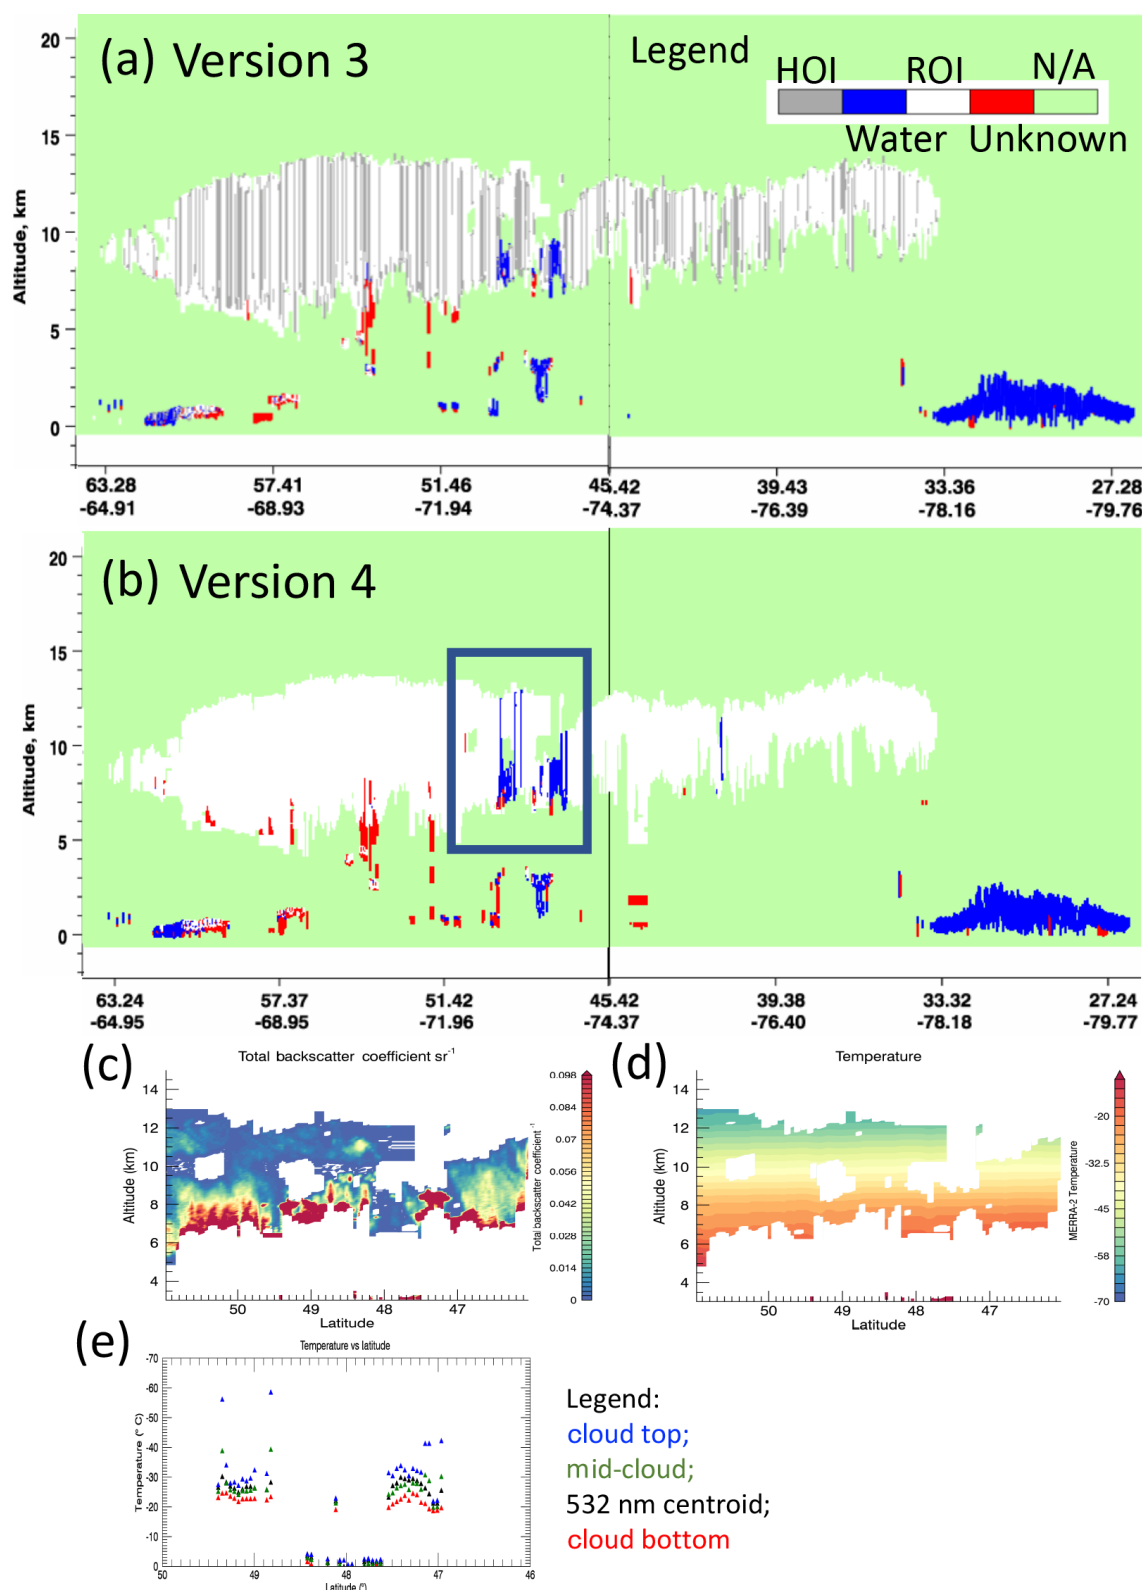 (a) Version 3
Legend
HOI ROI N/A
Water Unknown
20
15
10
5
0
Altitude, km
63.28 57.41 51.46 45.42 39.43 33.36 27.28
-64.91 -68.93 -71.94 -74.37 -76.39 -78.16 -79.76
(b) Version 4
20
15
10
5
0
Altitude, km
63.24 57.37 51.42 45.42 39.38 33.32 27.24
-64.95 -68.95 -71.96 -74.37 -76.40 -78.18 -79.77
(c)
Total backscatter coefficient sr-1
14
12
10
8
6
4
Altitude (km)
50 49 48 47
Latitude
0.098
0.084
0.07
0.056
0.042
0.028
0.014
0
Total backscatter coefficient -1
(d)
Temperature
14
12
10
8
6
4
Altitude (km)
50 49 48 47
Latitude
-20
-32.5
-45
-58
-70
MERRA-2 Temperature
(e)
Temperature vs latitude
-70
-60
-50
-40
-30
-20
-10
0
Temperature (° C)
50 49 48 47 46
Latitude (°)
Legend:
cloud top;
mid-cloud;
532 nm centroid;
cloud bottom